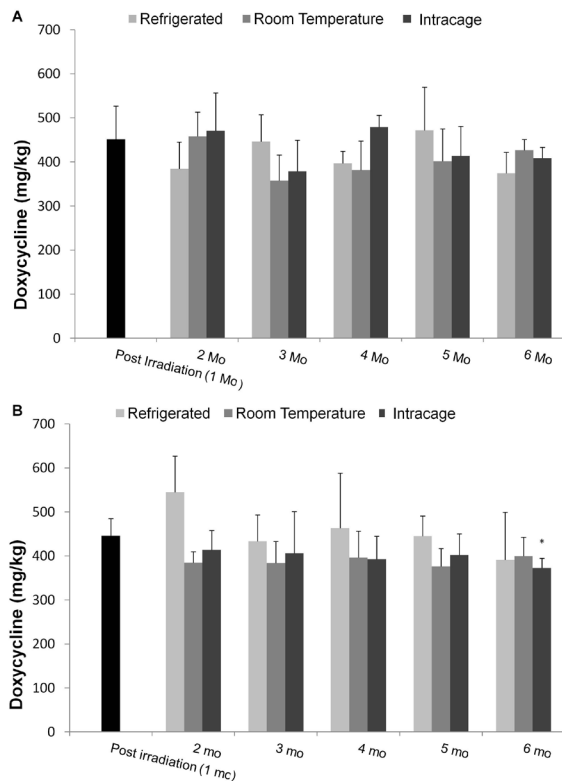 A
Refrigerated Room Temperature Intracage
Doxycycline (mg/kg)
700
600
500
400
300
200
100
0
Post Irradiation (1 Mc) 2 Mo 3 Mo 4 Mo 5 Mo 6 Mo
B
Refrigerated Room Temperature Intracage
Doxycycline (mg/kg)
700
600
500
400
300
200
100
0
*
Post irradiation (1 mc) 2 mo 3 mo 4 mo 5 mo 6 mo